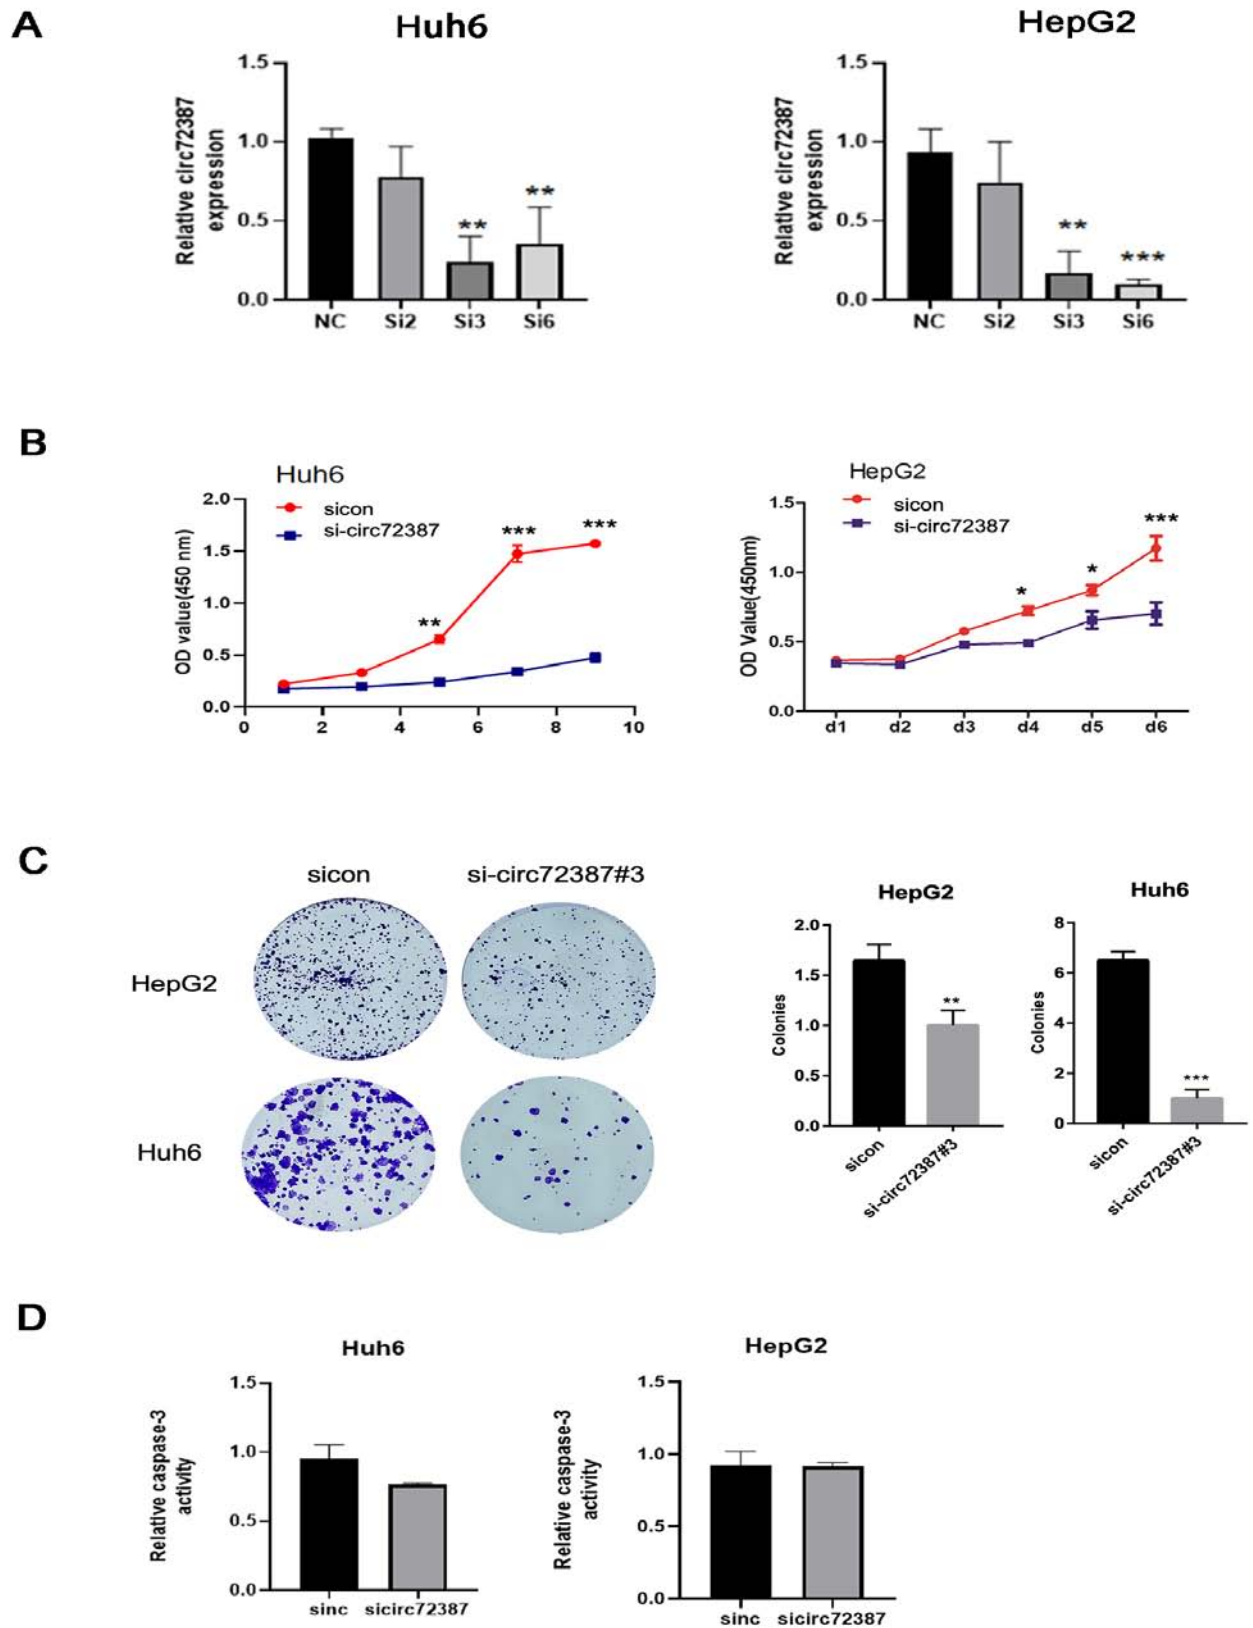 A
Huh6
HepG2
Relative circ72387
expression
1.5
1.0
0.5
0.0
**
**
NC Si2 Si3 Si6
Relative circ72387
expression
1.5
1.0
0.5
0.0
**
***
NC Si2 Si3 Si6
B
Huh6
sicon
si-circ72387
OD value(450 nm)
2.0
1.5
1.0
0.5
0.0
**
***
***
0 2 4 6 8 10
HepG2
sicon
si-circ72387
OD Value(450nm)
1.5
1.0
0.5
0.0
*
*
***
d1 d2 d3 d4 d5 d6
C
sicon si-circ72387#3
HepG2
Huh6
HepG2
Colonies
2.0
1.5
1.0
0.5
0.0
**
sicon
si-circ72387#3
Huh6
Colonies
8
6
4
2
0
***
sicon
si-circ72387#3
D
Huh6
Relative caspase-3
activity
1.5
1.0
0.5
0.0
sinc sicirc72387
HepG2
Relative caspase-3
activity
1.5
1.0
0.5
0.0
sinc sicirc72387